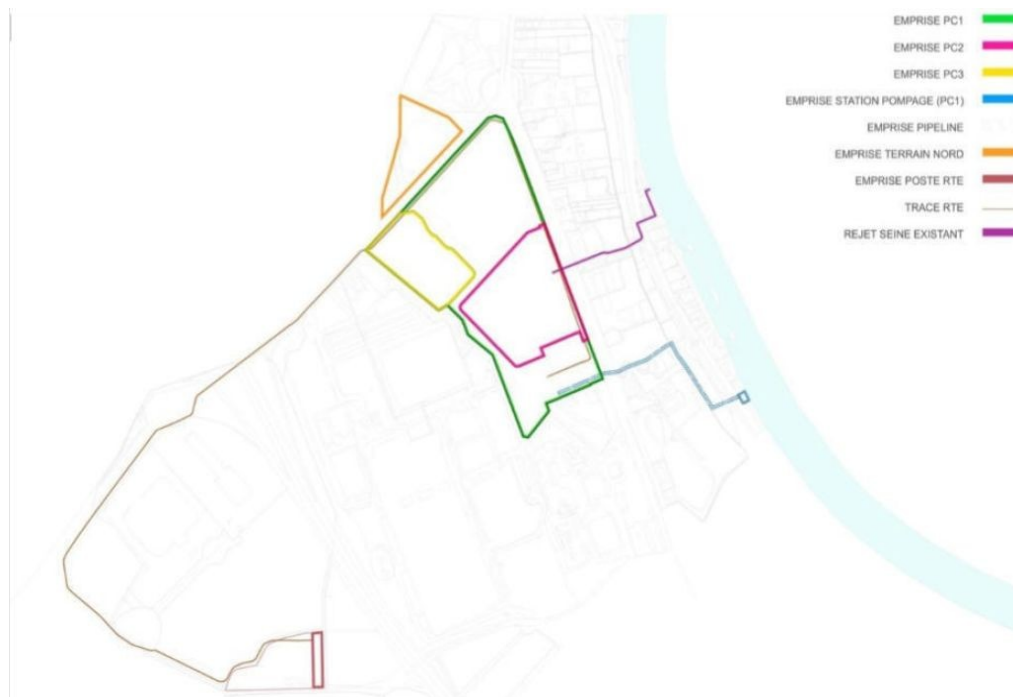 EMPRISE PC1
EMPRISE PC2
EMPRISE PC3
EMPRISE STATION POMPAGE (PC1)
EMPRISE PIPELINE
EMPRISE TERRAIN NORD
EMPRISE POSTE RTE
TRACE RTE
REJET SEINE EXISTANT